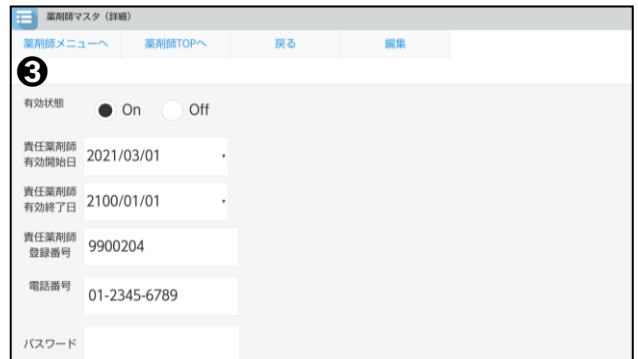 薬剤師マスタ（詳細）
薬剤師メニューへ 薬剤師TOPへ 戻る 編集
❸
有効状態 On Off
責任薬剤師
有効開始日 2021/03/01
責任薬剤師
有効終了日 2100/01/01
責任薬剤師
登録番号 9900204
電話番号 01-2345-6789
パスワード